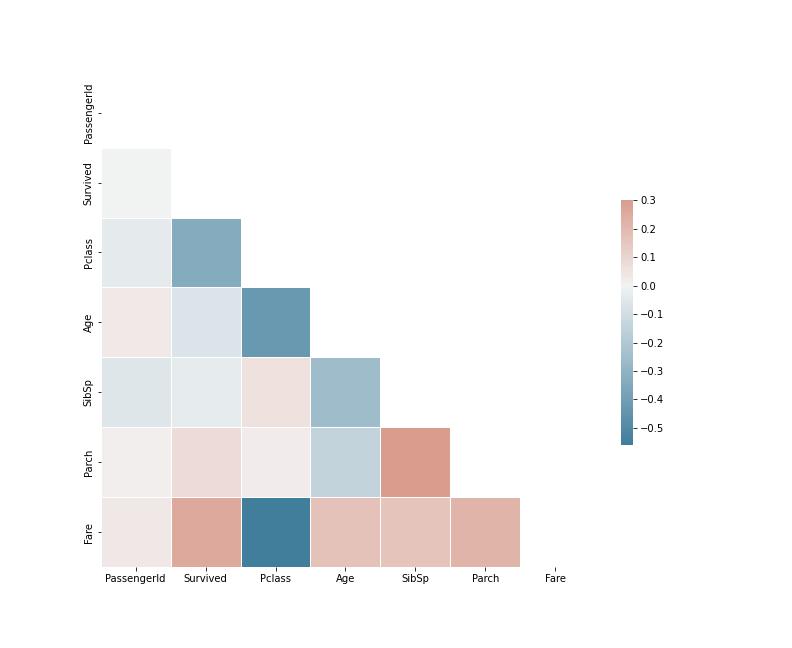 PassengerId
Survived
Pclass
Age
SibSp
Parch
Fare
PassengerId Survived Pclass Age SibSp Parch Fare
0.3
0.2
0.1
0.0
−0.1
−0.2
−0.3
−0.4
−0.5